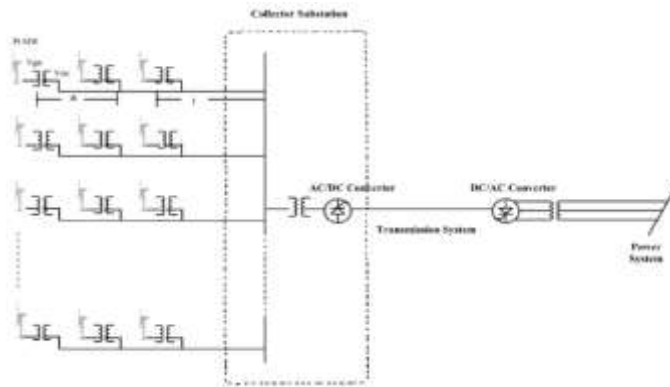 Collector Substation
AC/DC Converter
DC/AC Converter
Transmission System
Power
System